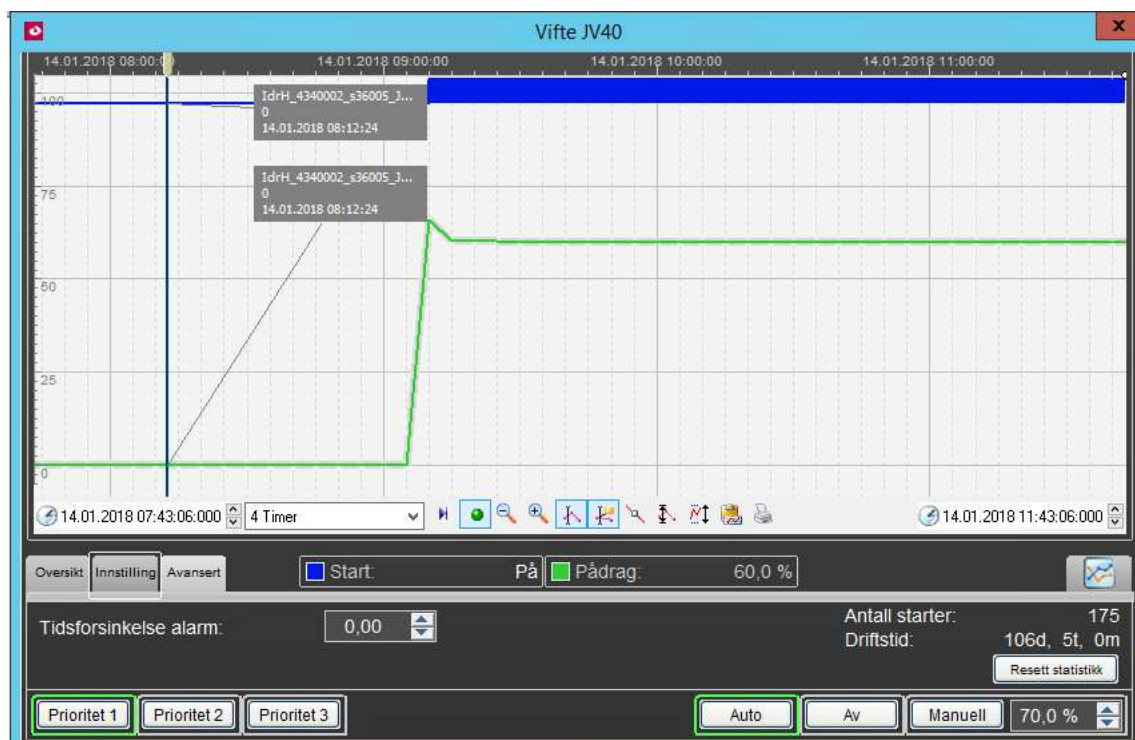 Vifte JV40
x
14.01.2018 08:00:00 14.01.2018 09:00:00 14.01.2018 10:00:00 14.01.2018 11:00:00
100
IdrH_4340002_s36005_J...
0
14.01.2018 08:12:24
75
IdrH_4340002_s36005_J...
0
14.01.2018 08:12:24
50
25
0
14.01.2018 07:43:06:000 4 Timer 14.01.2018 11:43:06:000
Oversikt Innstilling Avansert Start: På Pådrag: 60,0 %
Tidsforsinkelse alarm: 0,00 Antall starter: 175
Driftstid: 106d, 5t, 0m
Resett statistikk
Prioritet 1 Prioritet 2 Prioritet 3 Auto Av Manuell 70,0 %